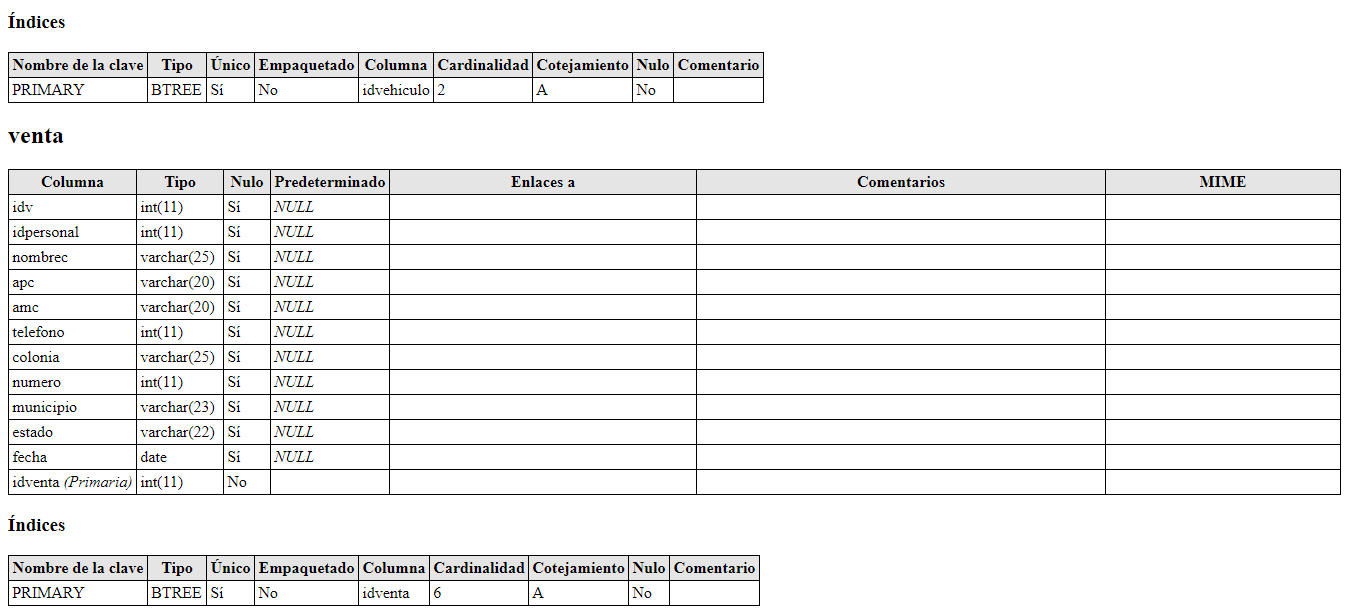 Índices
Nombre de la clave Tipo Único Empaquetado Columna Cardinalidad Cotejamiento Nulo Comentario
PRIMARY BTREE Sí No idvehiculo 2 A No
venta
Columna Tipo Nulo Predeterminado Enlaces a Comentarios MIME
idv int(11) Sí NULL
idpersonal int(11) Sí NULL
nombrec varchar(25) Sí NULL
apc varchar(20) Sí NULL
amc varchar(20) Sí NULL
telefono int(11) Sí NULL
colonia varchar(25) Sí NULL
numero int(11) Sí NULL
municipio varchar(23) Sí NULL
estado varchar(22) Sí NULL
fecha date Sí NULL
idventa (Primaria) int(11) No
Índices
Nombre de la clave Tipo Único Empaquetado Columna Cardinalidad Cotejamiento Nulo Comentario
PRIMARY BTREE Sí No idventa 6 A No